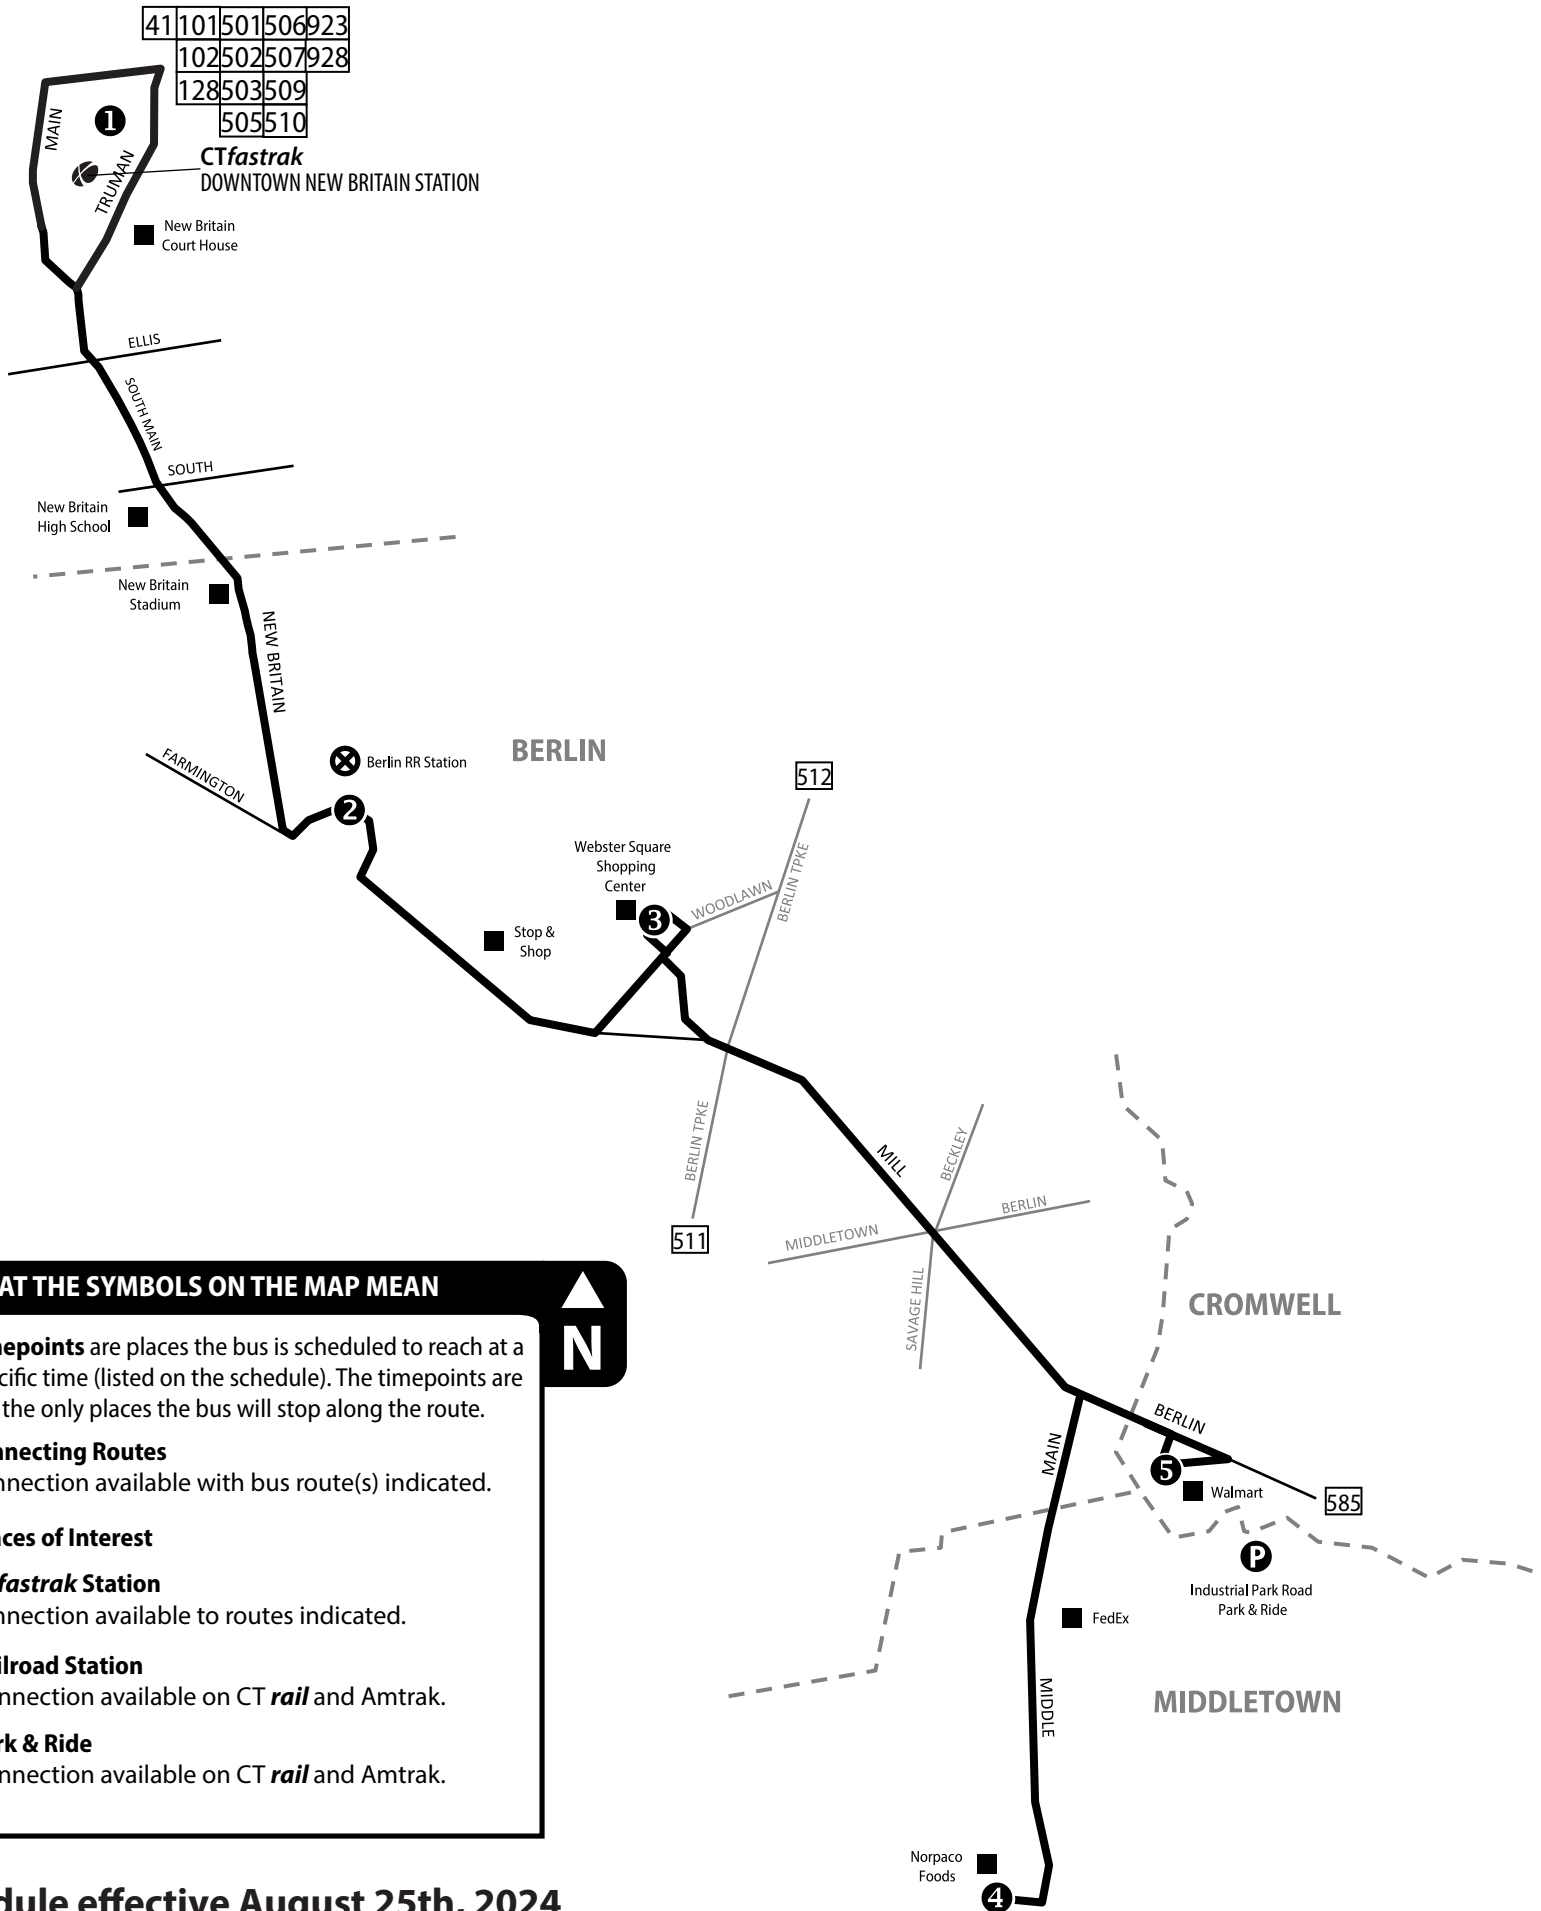 41 101 501 506 923
102 502 507 928
128 503 509
505 510
MAIN
1
TRUMAN
CTfastrak
DOWNTOWN NEW BRITAIN STATION
New Britain
Court House
ELLIS
SOUTH MAIN
SOUTH
New Britain
High School
New Britain
Stadium
NEW BRITAIN
FARMINGTON
Berlin RR Station
2
BERLIN
512
Webster Square
Shopping
Center
3
WOODLAWN
BERLIN TPKE
Stop &
Shop
BERLIN TPKE
511
MILL
BECKLEY
MIDDLETOWN
BERLIN
SAVAGE HILL
CROMWELL
BERLIN
MAIN
5
Walmart
585
P
Industrial Park Road
Park & Ride
FedEx
MIDDLE
MIDDLETOWN
Norpaco
Foods
4
AT THE SYMBOLS ON THE MAP MEAN
N
nepoints are places the bus is scheduled to reach at a
cific time (listed on the schedule). The timepoints are
the only places the bus will stop along the route.
nnecting Routes
nnection available with bus route(s) indicated.
ces of Interest
fastrak Station
nnection available to routes indicated.
ilroad Station
nnection available on CT rail and Amtrak.
rk & Ride
nnection available on CT rail and Amtrak.
dule effective August 25th, 2024